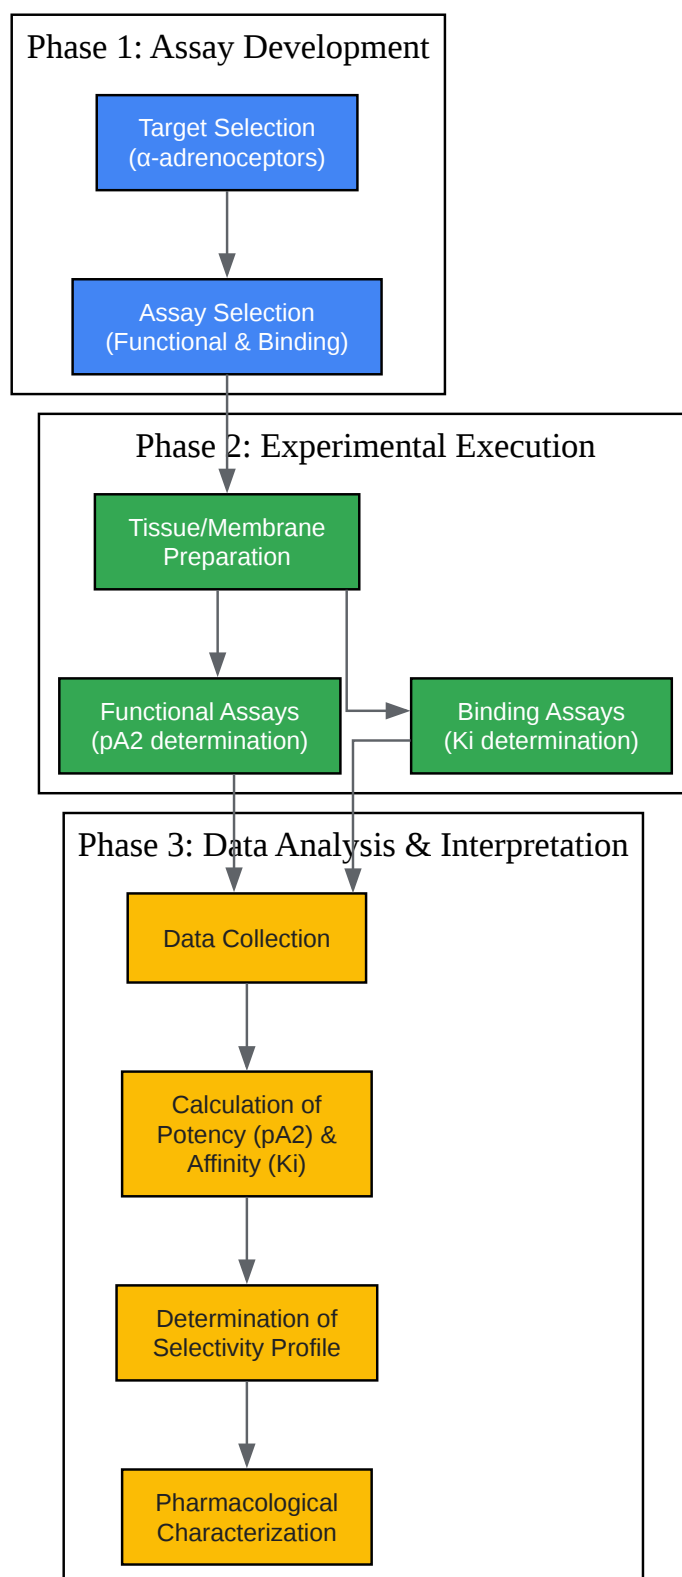 Phase 1: Assay Development
Target Selection
(α-adrenoceptors)
Assay Selection
(Functional & Binding)
Phase 2: Experimental Execution
Tissue/Membrane
Preparation
Functional Assays
(pA2 determination)
Binding Assays
(Ki determination)
Phase 3: Data Analysis & Interpretation
Data Collection
Calculation of
Potency (pA2) &
Affinity (Ki)
Determination of
Selectivity Profile
Pharmacological
Characterization